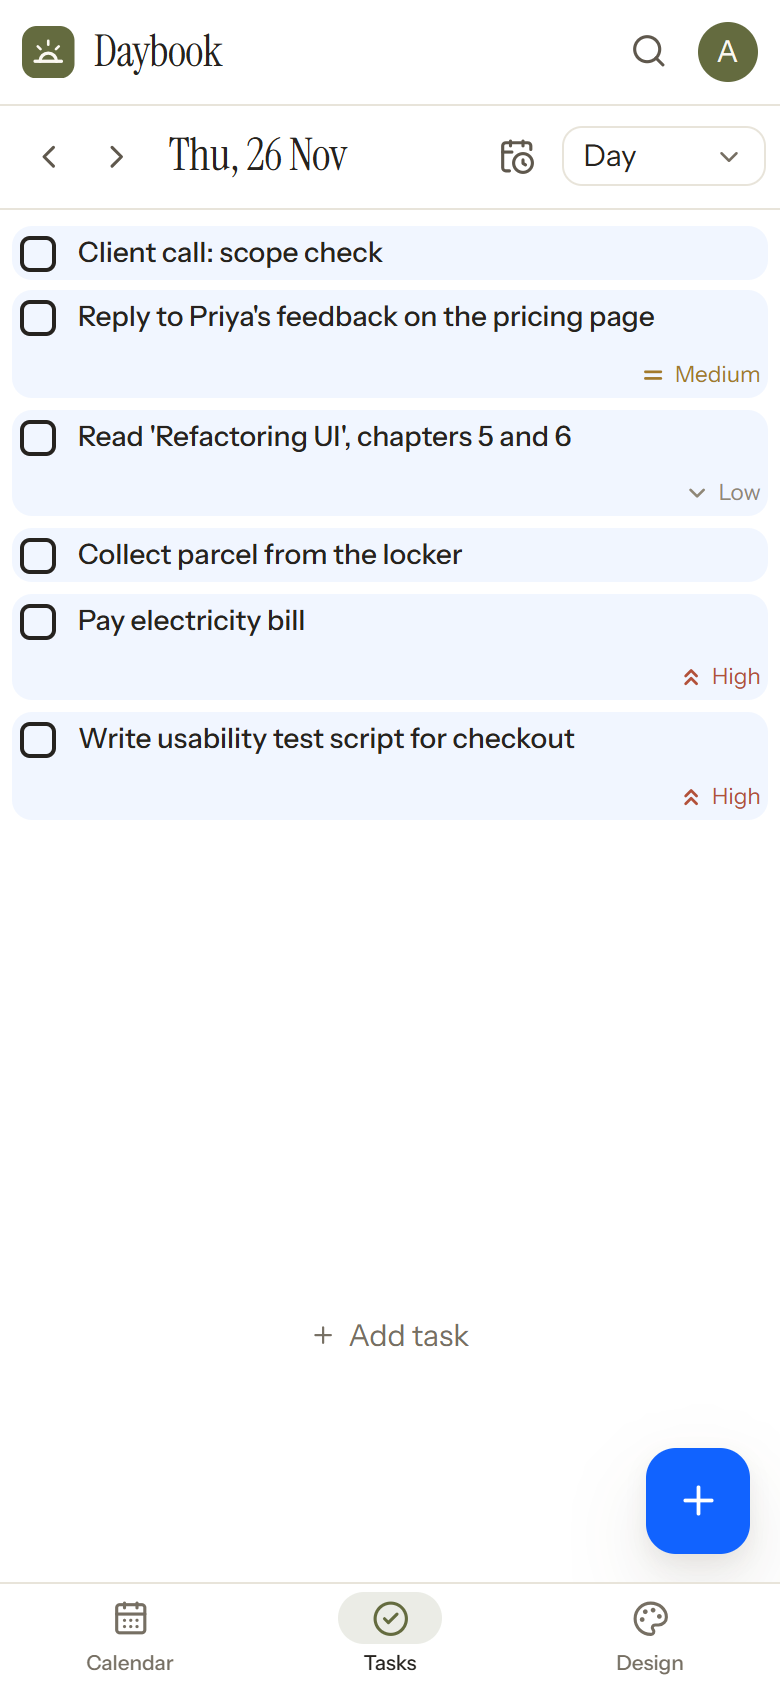 Daybook
A
Thu, 26 Nov
Day
Client call: scope check
Reply to Priya's feedback on the pricing page
Medium
Read 'Refactoring UI', chapters 5 and 6
Low
Collect parcel from the locker
Pay electricity bill
High
Write usability test script for checkout
High
+ Add task
Calendar
Tasks
Design